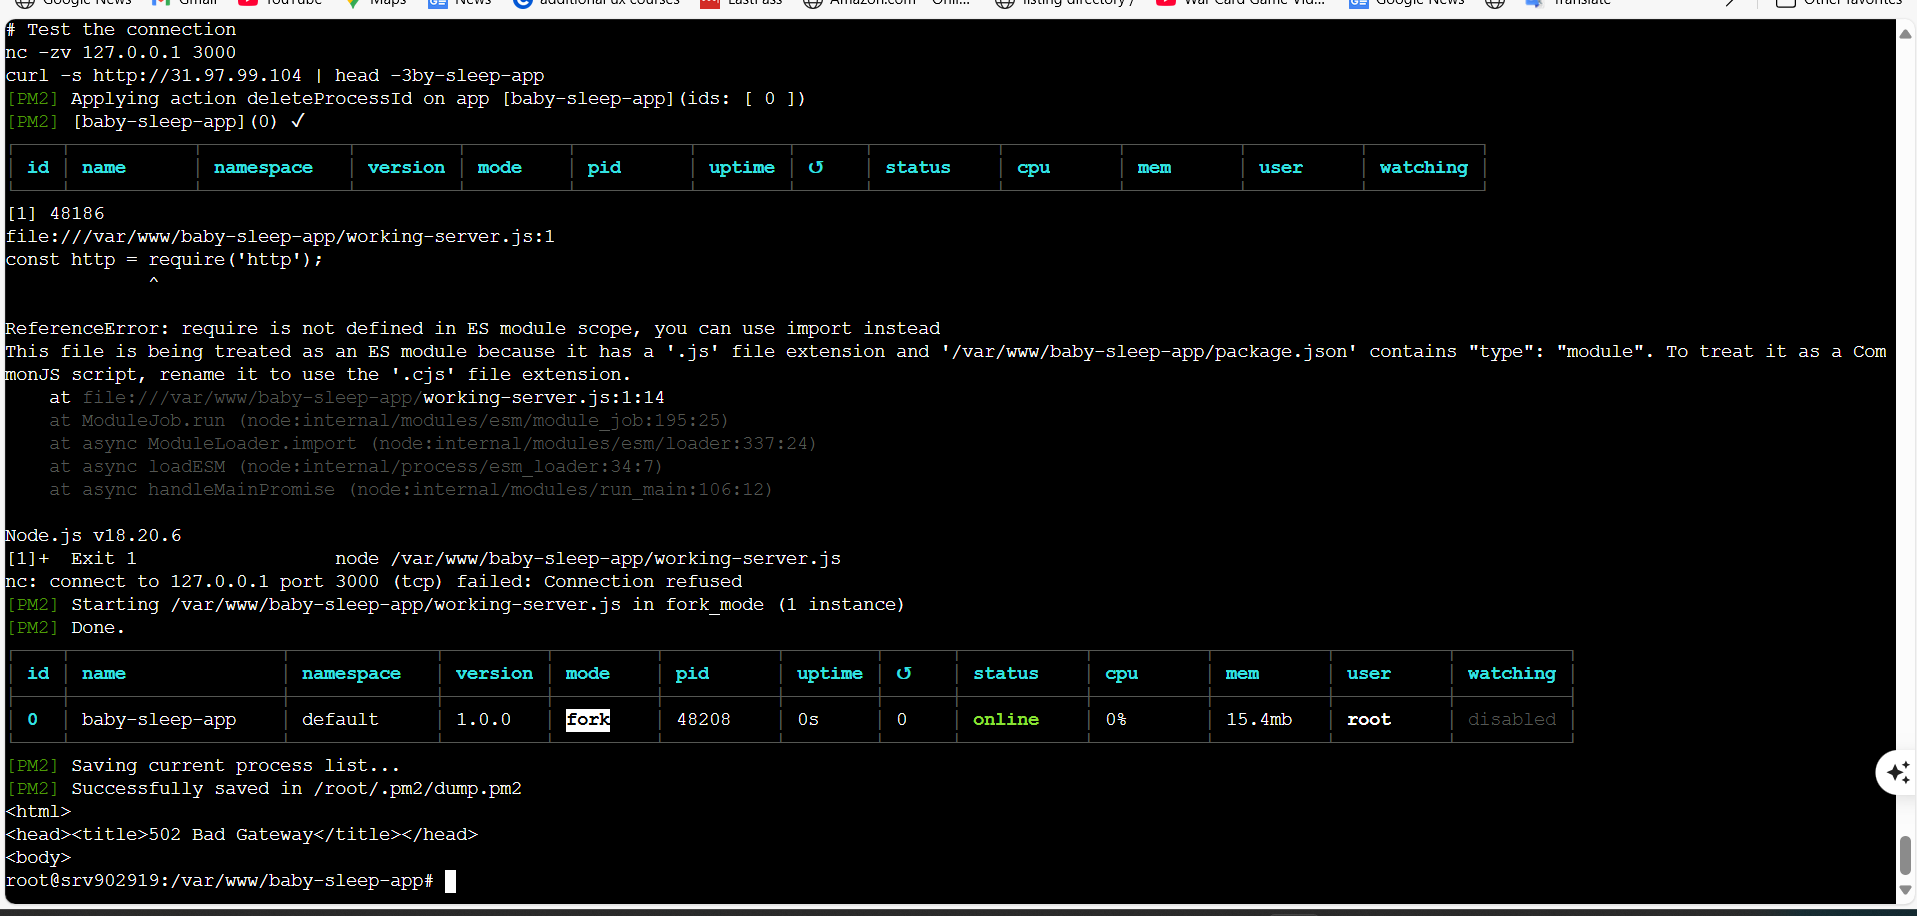 Google News Gmail YouTube Maps News additional ux courses LastPass Amazon.com - Onli... listing directory / War Card Game Vid... Google News Translate Other favorites
# Test the connection
nc -zv 127.0.0.1 3000
curl -s http://31.97.99.104 | head -3by-sleep-app
[PM2] Applying action deleteProcessId on app [baby-sleep-app](ids: [ 0 ])
[PM2] [baby-sleep-app](0) ✓
id name namespace version mode pid uptime ↺ status cpu mem user watching
[1] 48186
file:///var/www/baby-sleep-app/working-server.js:1
const http = require('http');
^
ReferenceError: require is not defined in ES module scope, you can use import instead
This file is being treated as an ES module because it has a '.js' file extension and '/var/www/baby-sleep-app/package.json' contains "type": "module". To treat it as a Com
monJS script, rename it to use the '.cjs' file extension.
at file:///var/www/baby-sleep-app/working-server.js:1:14
at ModuleJob.run (node:internal/modules/esm/module_job:195:25)
at async ModuleLoader.import (node:internal/modules/esm/loader:337:24)
at async loadESM (node:internal/process/esm_loader:34:7)
at async handleMainPromise (node:internal/modules/run_main:106:12)
Node.js v18.20.6
[1]+ Exit 1 node /var/www/baby-sleep-app/working-server.js
nc: connect to 127.0.0.1 port 3000 (tcp) failed: Connection refused
[PM2] Starting /var/www/baby-sleep-app/working-server.js in fork_mode (1 instance)
[PM2] Done.
id name namespace version mode pid uptime ↺ status cpu mem user watching
0 baby-sleep-app default 1.0.0 fork 48208 0s 0 online 0% 15.4mb root disabled
[PM2] Saving current process list...
[PM2] Successfully saved in /root/.pm2/dump.pm2
<html>
<head><title>502 Bad Gateway</title></head>
<body>
root@srv902919:/var/www/baby-sleep-app#